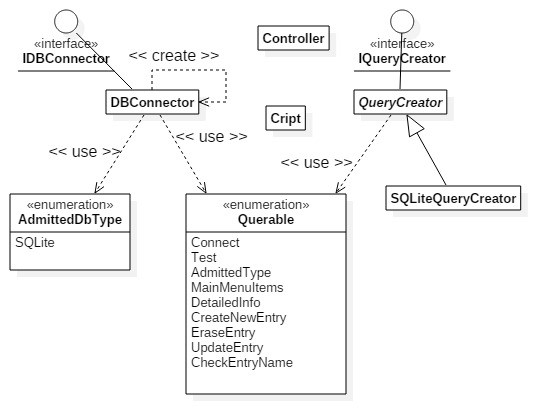 «interface»
IDBConnector
<< create >>
Controller
«interface»
IQueryCreator
DBConnector
QueryCreator
Cript
<< use >>
<< use >>
<< use >>
SQLiteQueryCreator
«enumeration»
AdmittedDbType
SQLite
«enumeration»
Querable
Connect
Test
AdmittedType
MainMenuItems
DetailedInfo
CreateNewEntry
EraseEntry
UpdateEntry
CheckEntryName